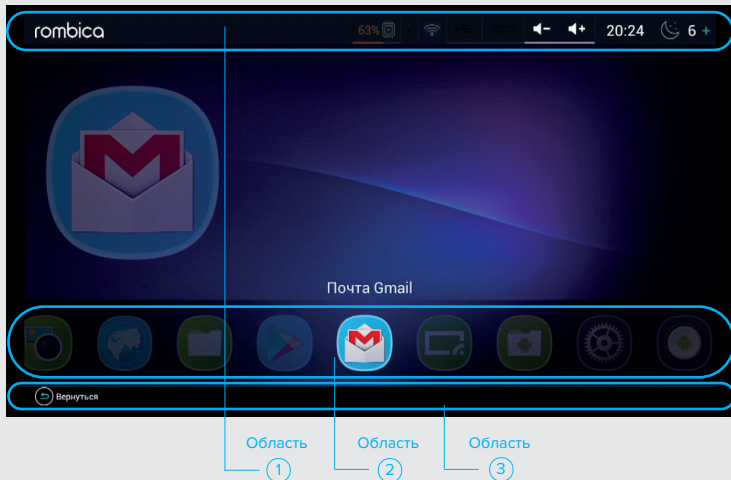 rombica 63% 20:24 6 +
Почта Gmail
Вернуться
Область Область Область
1 2 3